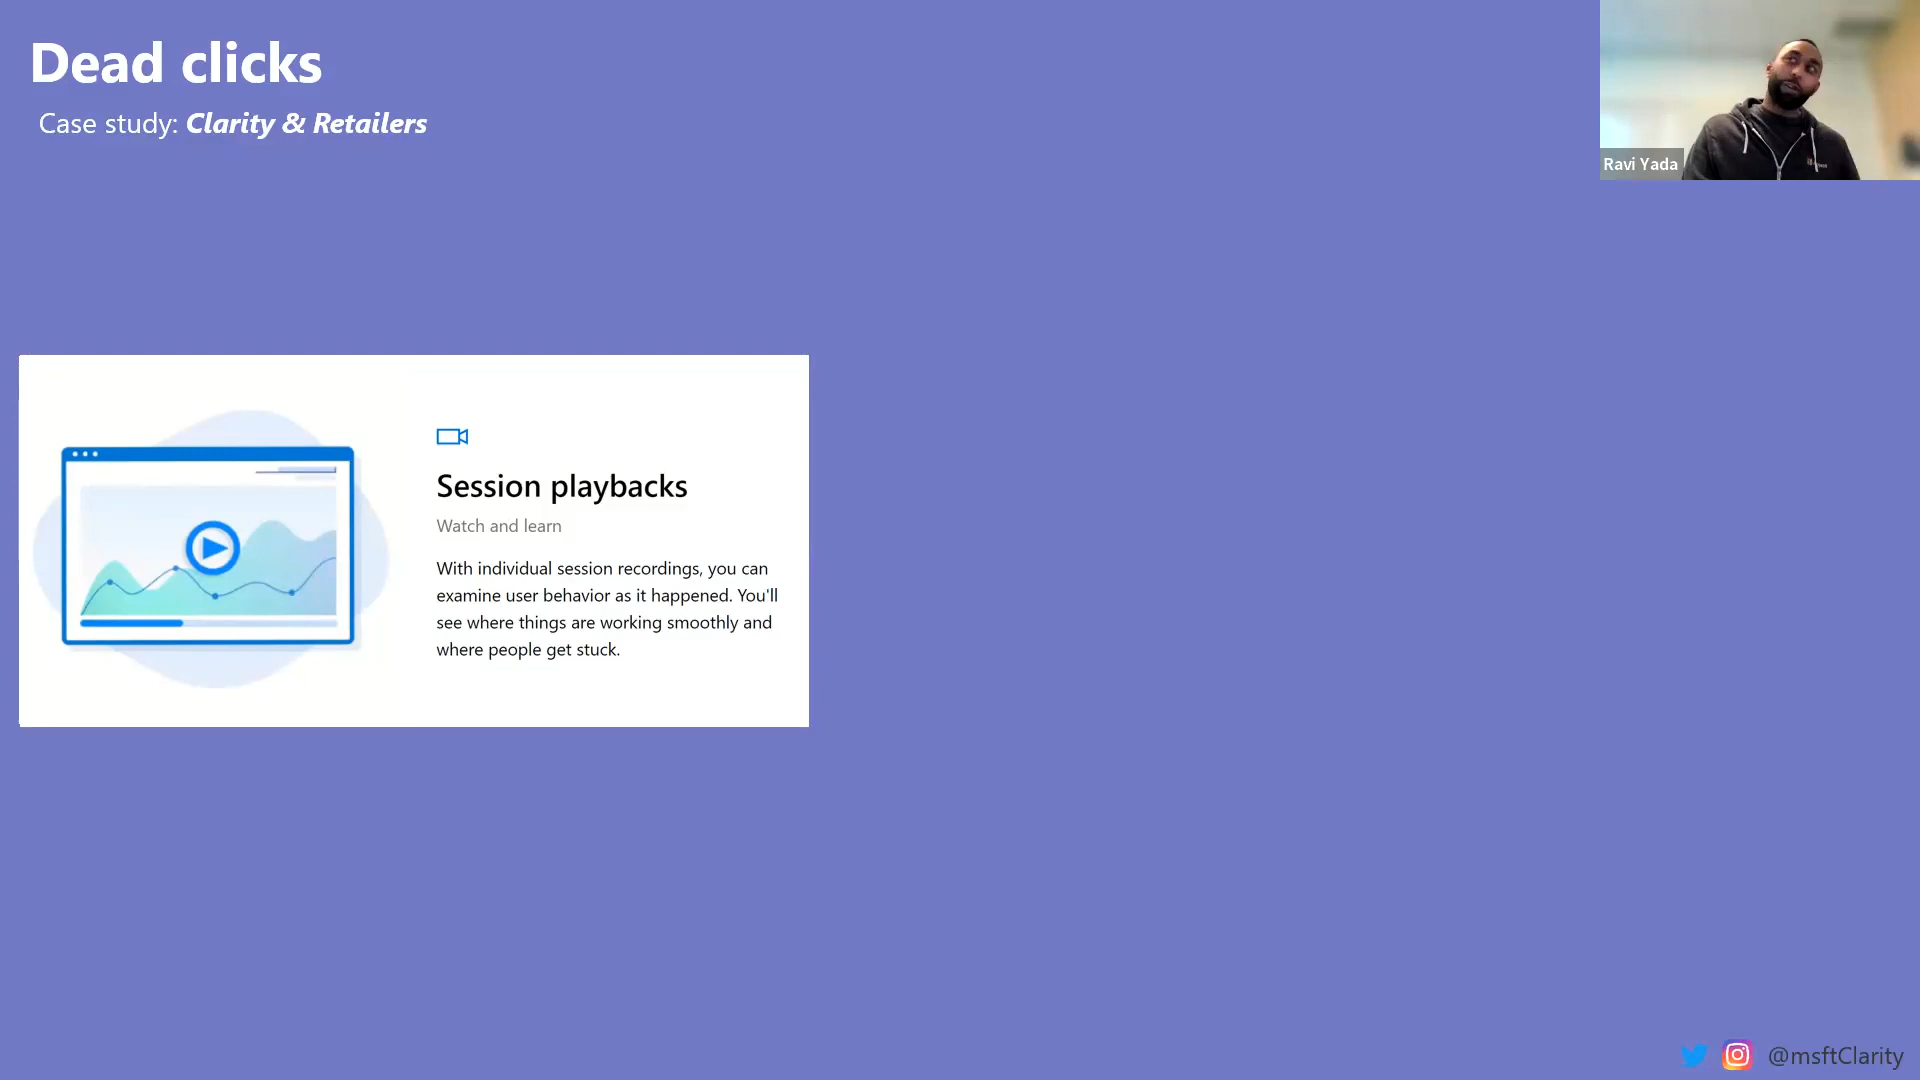 Dead clicks
Case study: Clarity & Retailers
Ravi Yada
Session playbacks
Watch and learn
With individual session recordings, you can
examine user behavior as it happened. You'll
see where things are working smoothly and
where people get stuck.
@msftClarity